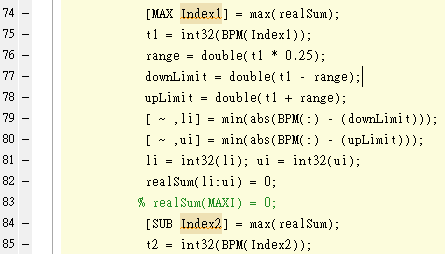 74 – [MAX Index1] = max(realSum);
75 – t1 = int32(BPM(Index1));
76 – range = double(t1 * 0.25);
77 – downLimit = double(t1 - range);
78 – upLimit = double(t1 + range);
79 – [ ~ ,li] = min(abs(BPM(:) - (downLimit)));
80 – [ ~ ,ui] = min(abs(BPM(:) - (upLimit)));
81 – li = int32(li); ui = int32(ui);
82 – realSum(li:ui) = 0;
83 % realSum(MAXI) = 0;
84 – [SUB Index2] = max(realSum);
85 – t2 = int32(BPM(Index2));